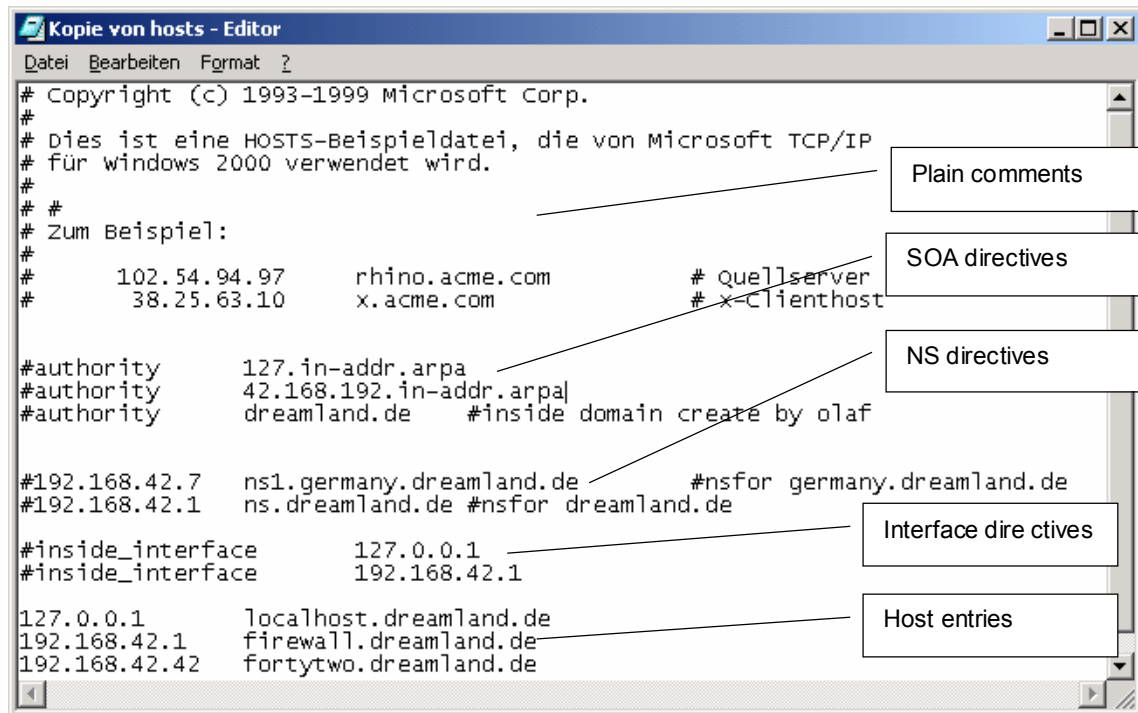 Kopie von hosts - Editor
Datei Bearbeiten Format ?
# Copyright (c) 1993-1999 Microsoft Corp.
#
# Dies ist eine HOSTS-Beispieldatei, die von Microsoft TCP/IP
# für Windows 2000 verwendet wird.
#
# #
# Zum Beispiel:
#
# 102.54.94.97 rhino.acme.com # Quellserver
# 38.25.63.10 x.acme.com # x-Clienthost
#authority 127.in-addr.arpa
#authority 42.168.192.in-addr.arpa
#authority dreamland.de #inside domain create by olaf
#192.168.42.7 ns1.germany.dreamland.de #nsfor germany.dreamland.de
#192.168.42.1 ns.dreamland.de #nsfor dreamland.de
#inside_interface 127.0.0.1
#inside_interface 192.168.42.1
127.0.0.1 localhost.dreamland.de
192.168.42.1 firewall.dreamland.de
192.168.42.42 fortytwo.dreamland.de
Plain comments
SOA directives
NS directives
Interface dire ctives
Host entries